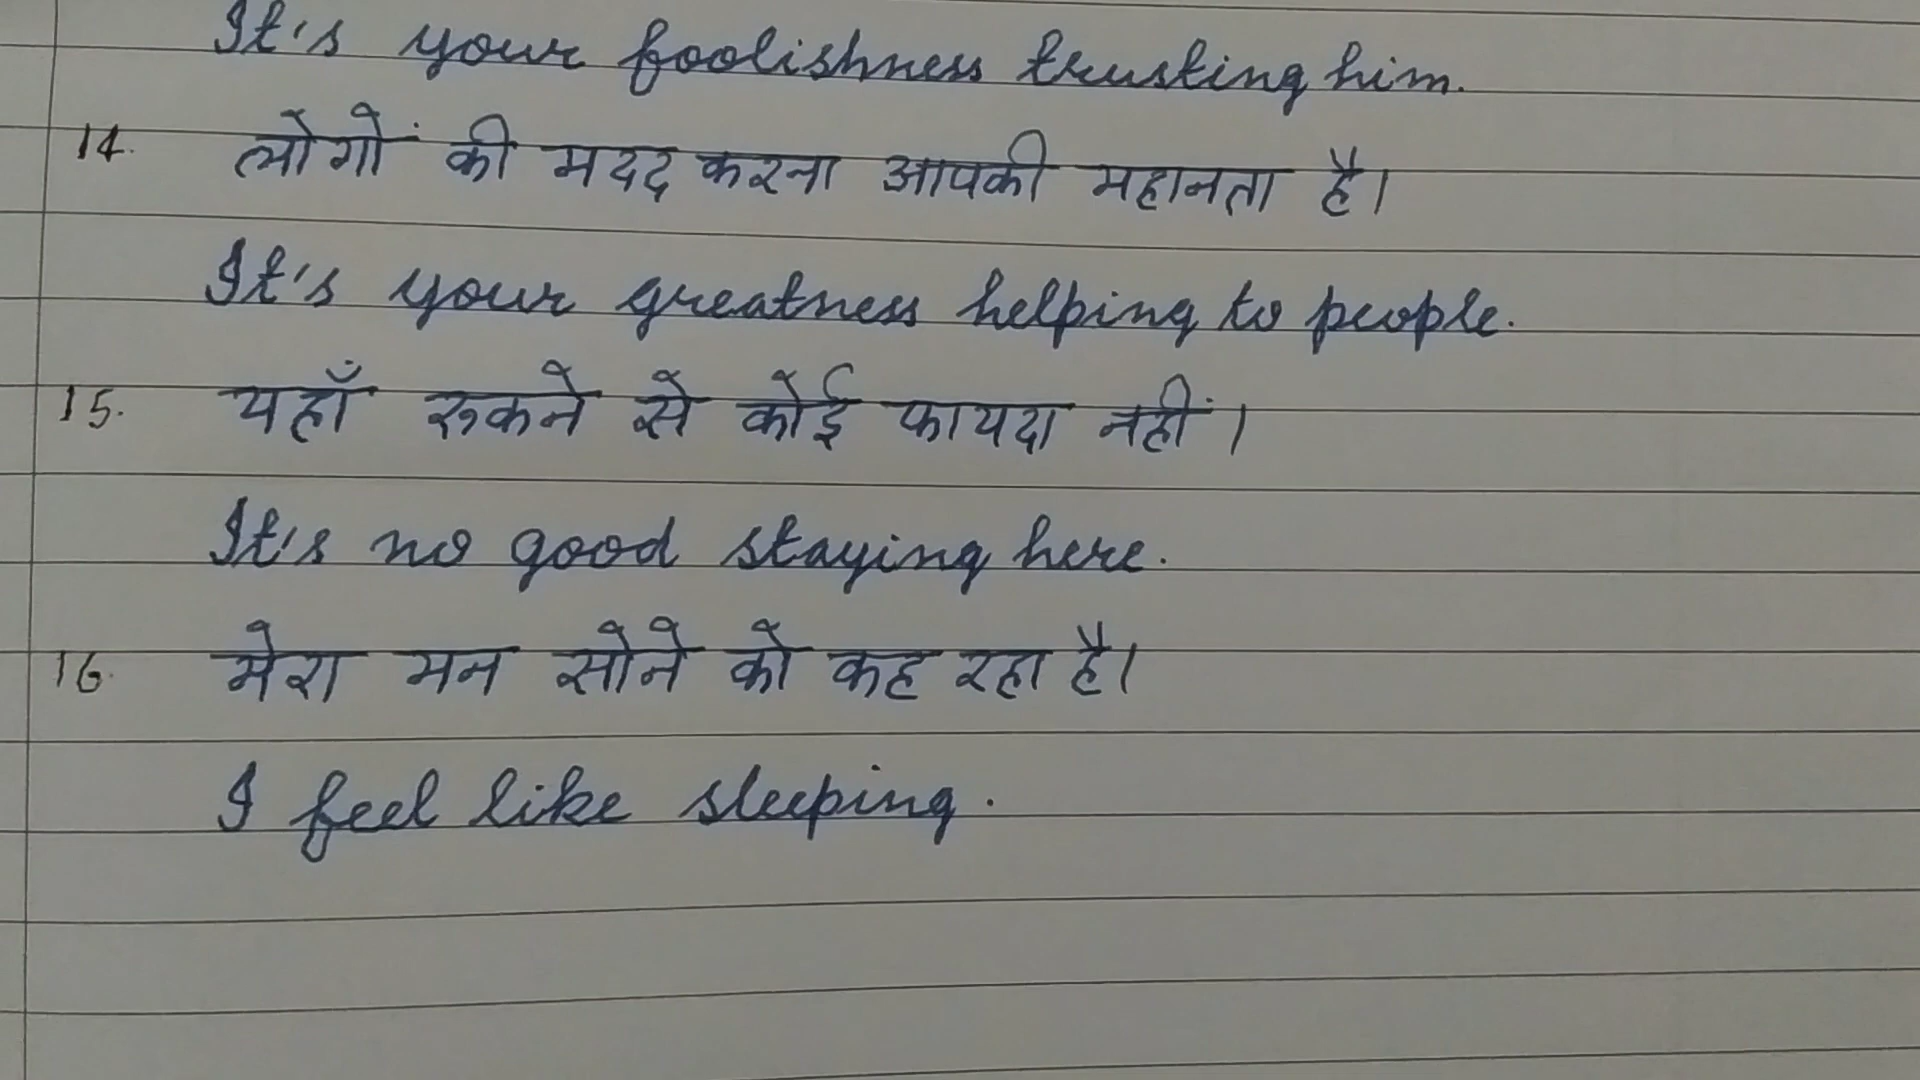 It's your foolishness trusting him.
14. लोगों की मदद करना आपकी महानता है।
It's your greatness helping to people.
15. यहाँ रुकने से कोई फायदा नहीं।
It's no good staying here.
16. मेरा मन सोने को कह रहा है।
I feel like sleeping.